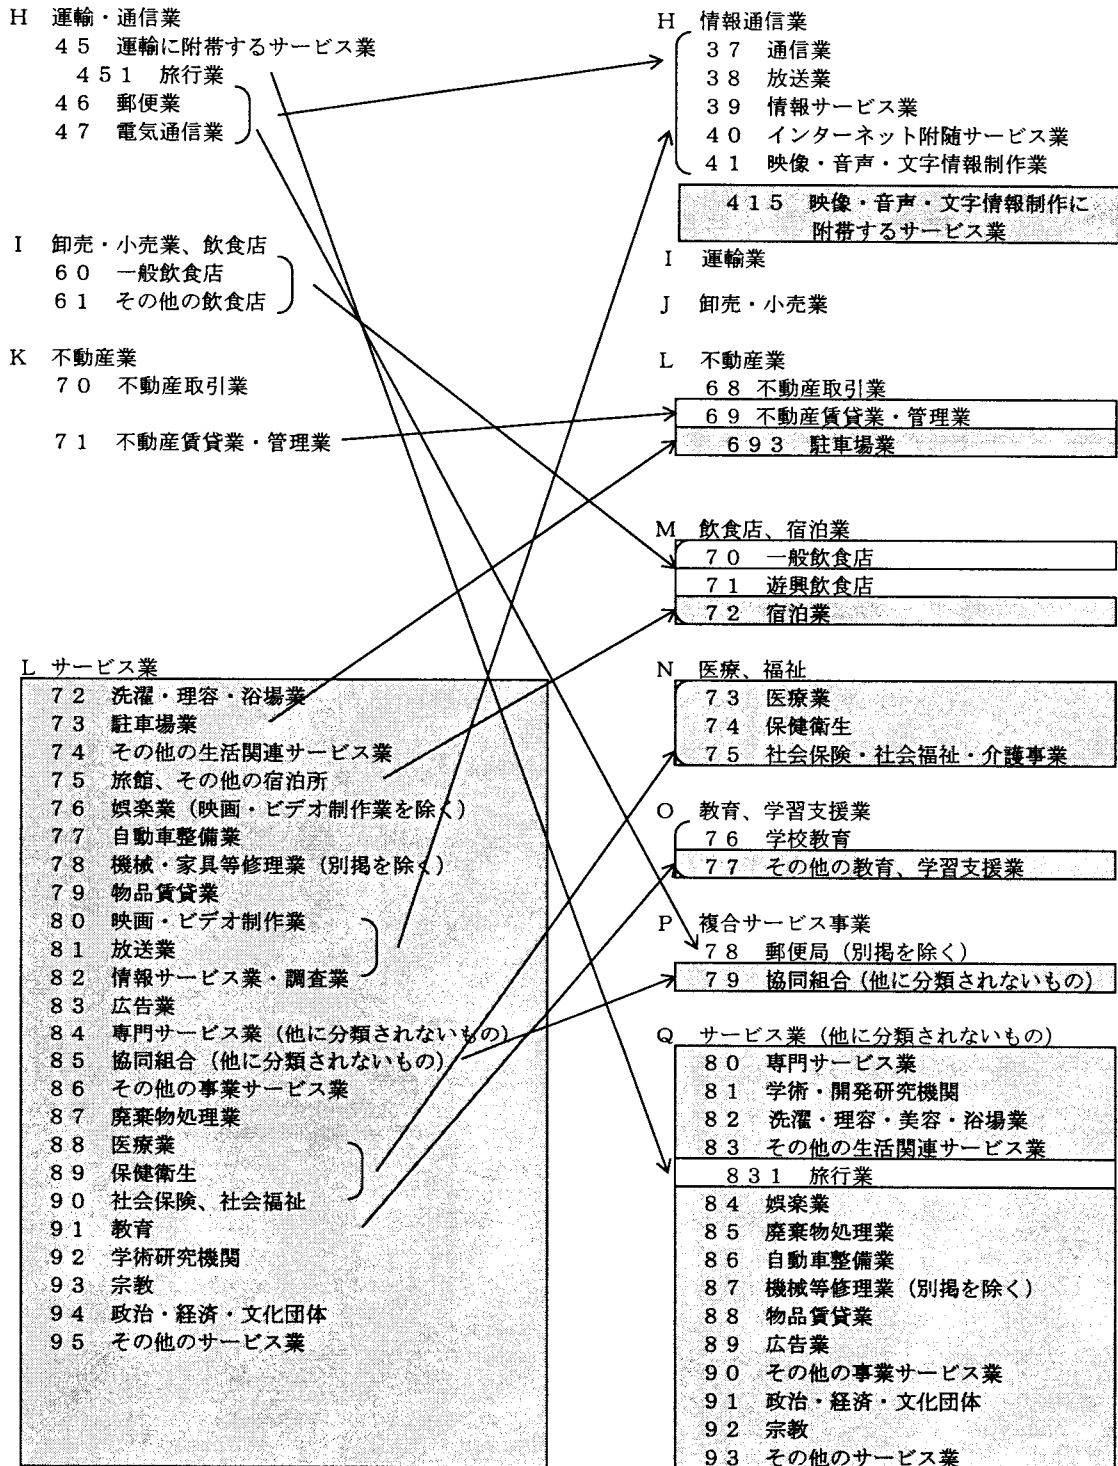 H 運輸・通信業
45 運輸に附帯するサービス業
451 旅行業
46 郵便業
47 電気通信業
I 卸売・小売業、飲食店
60 一般飲食店
61 その他の飲食店
K 不動産業
70 不動産取引業
71 不動産賃貸業・管理業
L サービス業
72 洗濯・理容・浴場業
73 駐車場業
74 その他の生活関連サービス業
75 旅館、その他の宿泊所
76 娯楽業(映画・ビデオ制作業を除く)
77 自動車整備業
78 機械・家具等修理業(別掲を除く)
79 物品賃貸業
80 映画・ビデオ制作業
81 放送業
82 情報サービス業・調査業
83 広告業
84 専門サービス業(他に分類されないもの)
85 協同組合(他に分類されないもの)
86 その他の事業サービス業
87 廃棄物処理業
88 医療業
89 保健衛生
90 社会保険、社会福祉
91 教育
92 学術研究機関
93 宗教
94 政治・経済・文化団体
95 その他のサービス業
H 情報通信業
37 通信業
38 放送業
39 情報サービス業
40 インターネット附随サービス業
41 映像・音声・文字情報制作業
415 映像・音声・文字情報制作に
附帯するサービス業
I 運輸業
J 卸売・小売業
L 不動産業
68 不動産取引業
69 不動産賃貸業・管理業
693 駐車場業
M 飲食店、宿泊業
70 一般飲食店
71 遊興飲食店
72 宿泊業
N 医療、福祉
73 医療業
74 保健衛生
75 社会保険・社会福祉・介護事業
O 教育、学習支援業
76 学校教育
77 その他の教育、学習支援業
P 複合サービス事業
78 郵便局(別掲を除く)
79 協同組合(他に分類されないもの)
Q サービス業(他に分類されないもの)
80 専門サービス業
81 学術・開発研究機関
82 洗濯・理容・美容・浴場業
83 その他の生活関連サービス業
831 旅行業
84 娯楽業
85 廃棄物処理業
86 自動車整備業
87 機械等修理業(別掲を除く)
88 物品賃貸業
89 広告業
90 その他の事業サービス業
91 政治・経済・文化団体
92 宗教
93 その他のサービス業